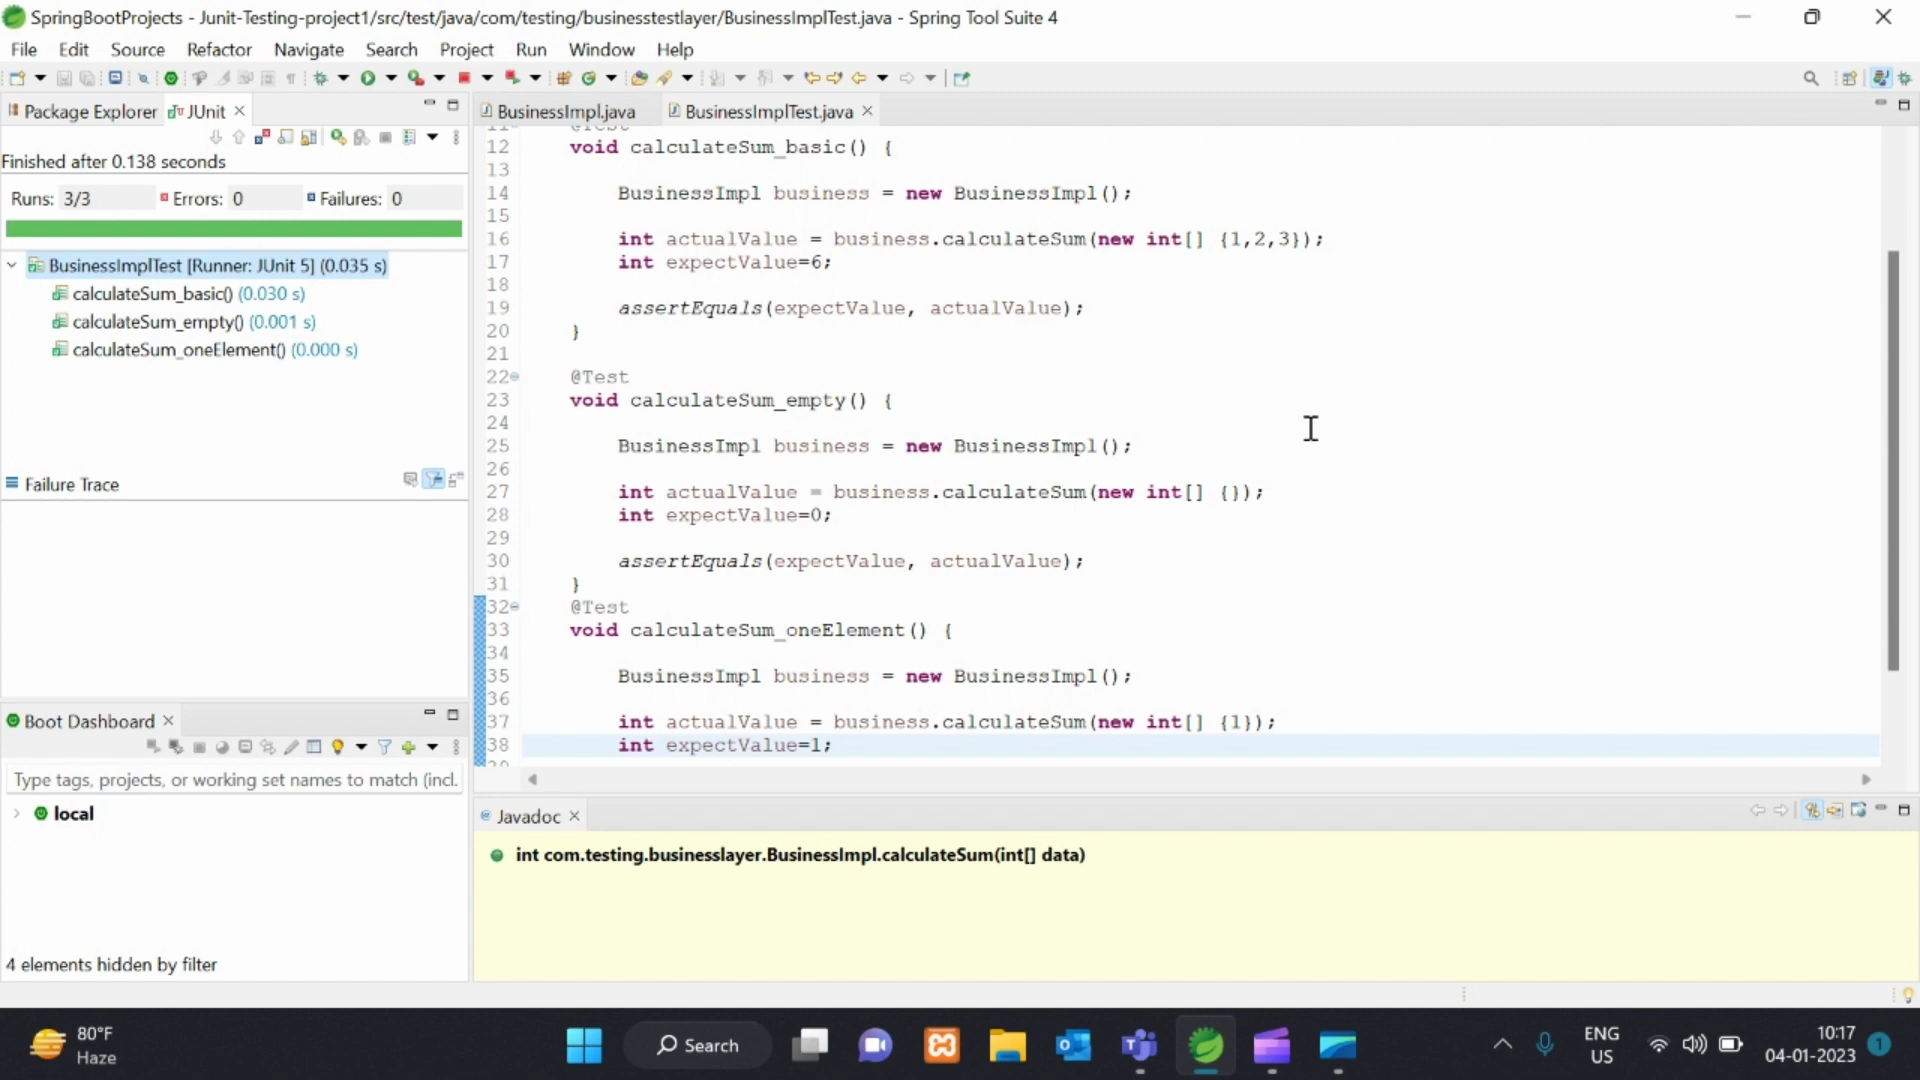 SpringBootProjects - Junit-Testing-project1/src/test/java/com/testing/businesstestlayer/BusinessImplTest.java - Spring Tool Suite 4
File Edit Source Refactor Navigate Search Project Run Window Help
Package Explorer JUnit
BusinessImpl.java BusinessImplTest.java
Finished after 0.138 seconds
Runs: 3/3 Errors: 0 Failures: 0
BusinessImplTest [Runner: JUnit 5] (0.035 s)
calculateSum_basic() (0.030 s)
calculateSum_empty() (0.001 s)
calculateSum_oneElement() (0.000 s)
Failure Trace
Boot Dashboard
Type tags, projects, or working set names to match (incl.
local
4 elements hidden by filter
11 @Test
12 void calculateSum_basic() {
13
14 BusinessImpl business = new BusinessImpl();
15
16 int actualValue = business.calculateSum(new int[] {1,2,3});
17 int expectValue=6;
18
19 assertEquals(expectValue, actualValue);
20 }
21
22 @Test
23 void calculateSum_empty() {
24
25 BusinessImpl business = new BusinessImpl();
26
27 int actualValue = business.calculateSum(new int[] {});
28 int expectValue=0;
29
30 assertEquals(expectValue, actualValue);
31 }
32 @Test
33 void calculateSum_oneElement() {
34
35 BusinessImpl business = new BusinessImpl();
36
37 int actualValue = business.calculateSum(new int[] {1});
38 int expectValue=1;
Javadoc
int com.testing.businesslayer.BusinessImpl.calculateSum(int[] data)
80°F
Haze
Search
ENG
US
10:17
04-01-2023
1